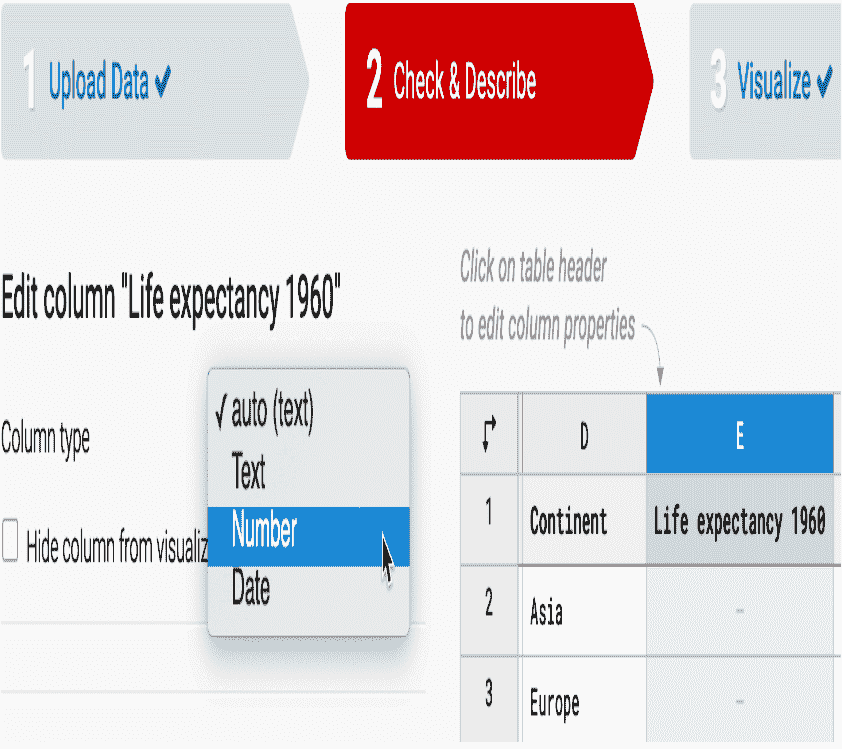 1 Upload Data ✔
2 Check & Describe
3 Visualize ✔
Edit column "Life expectancy 1960"
Column type
✓ auto (text)
Text
Number
Date
Hide column from visualiz
Click on table header
to edit column properties
D E
1 Continent Life expectancy 1960
2 Asia –
3 Europe –